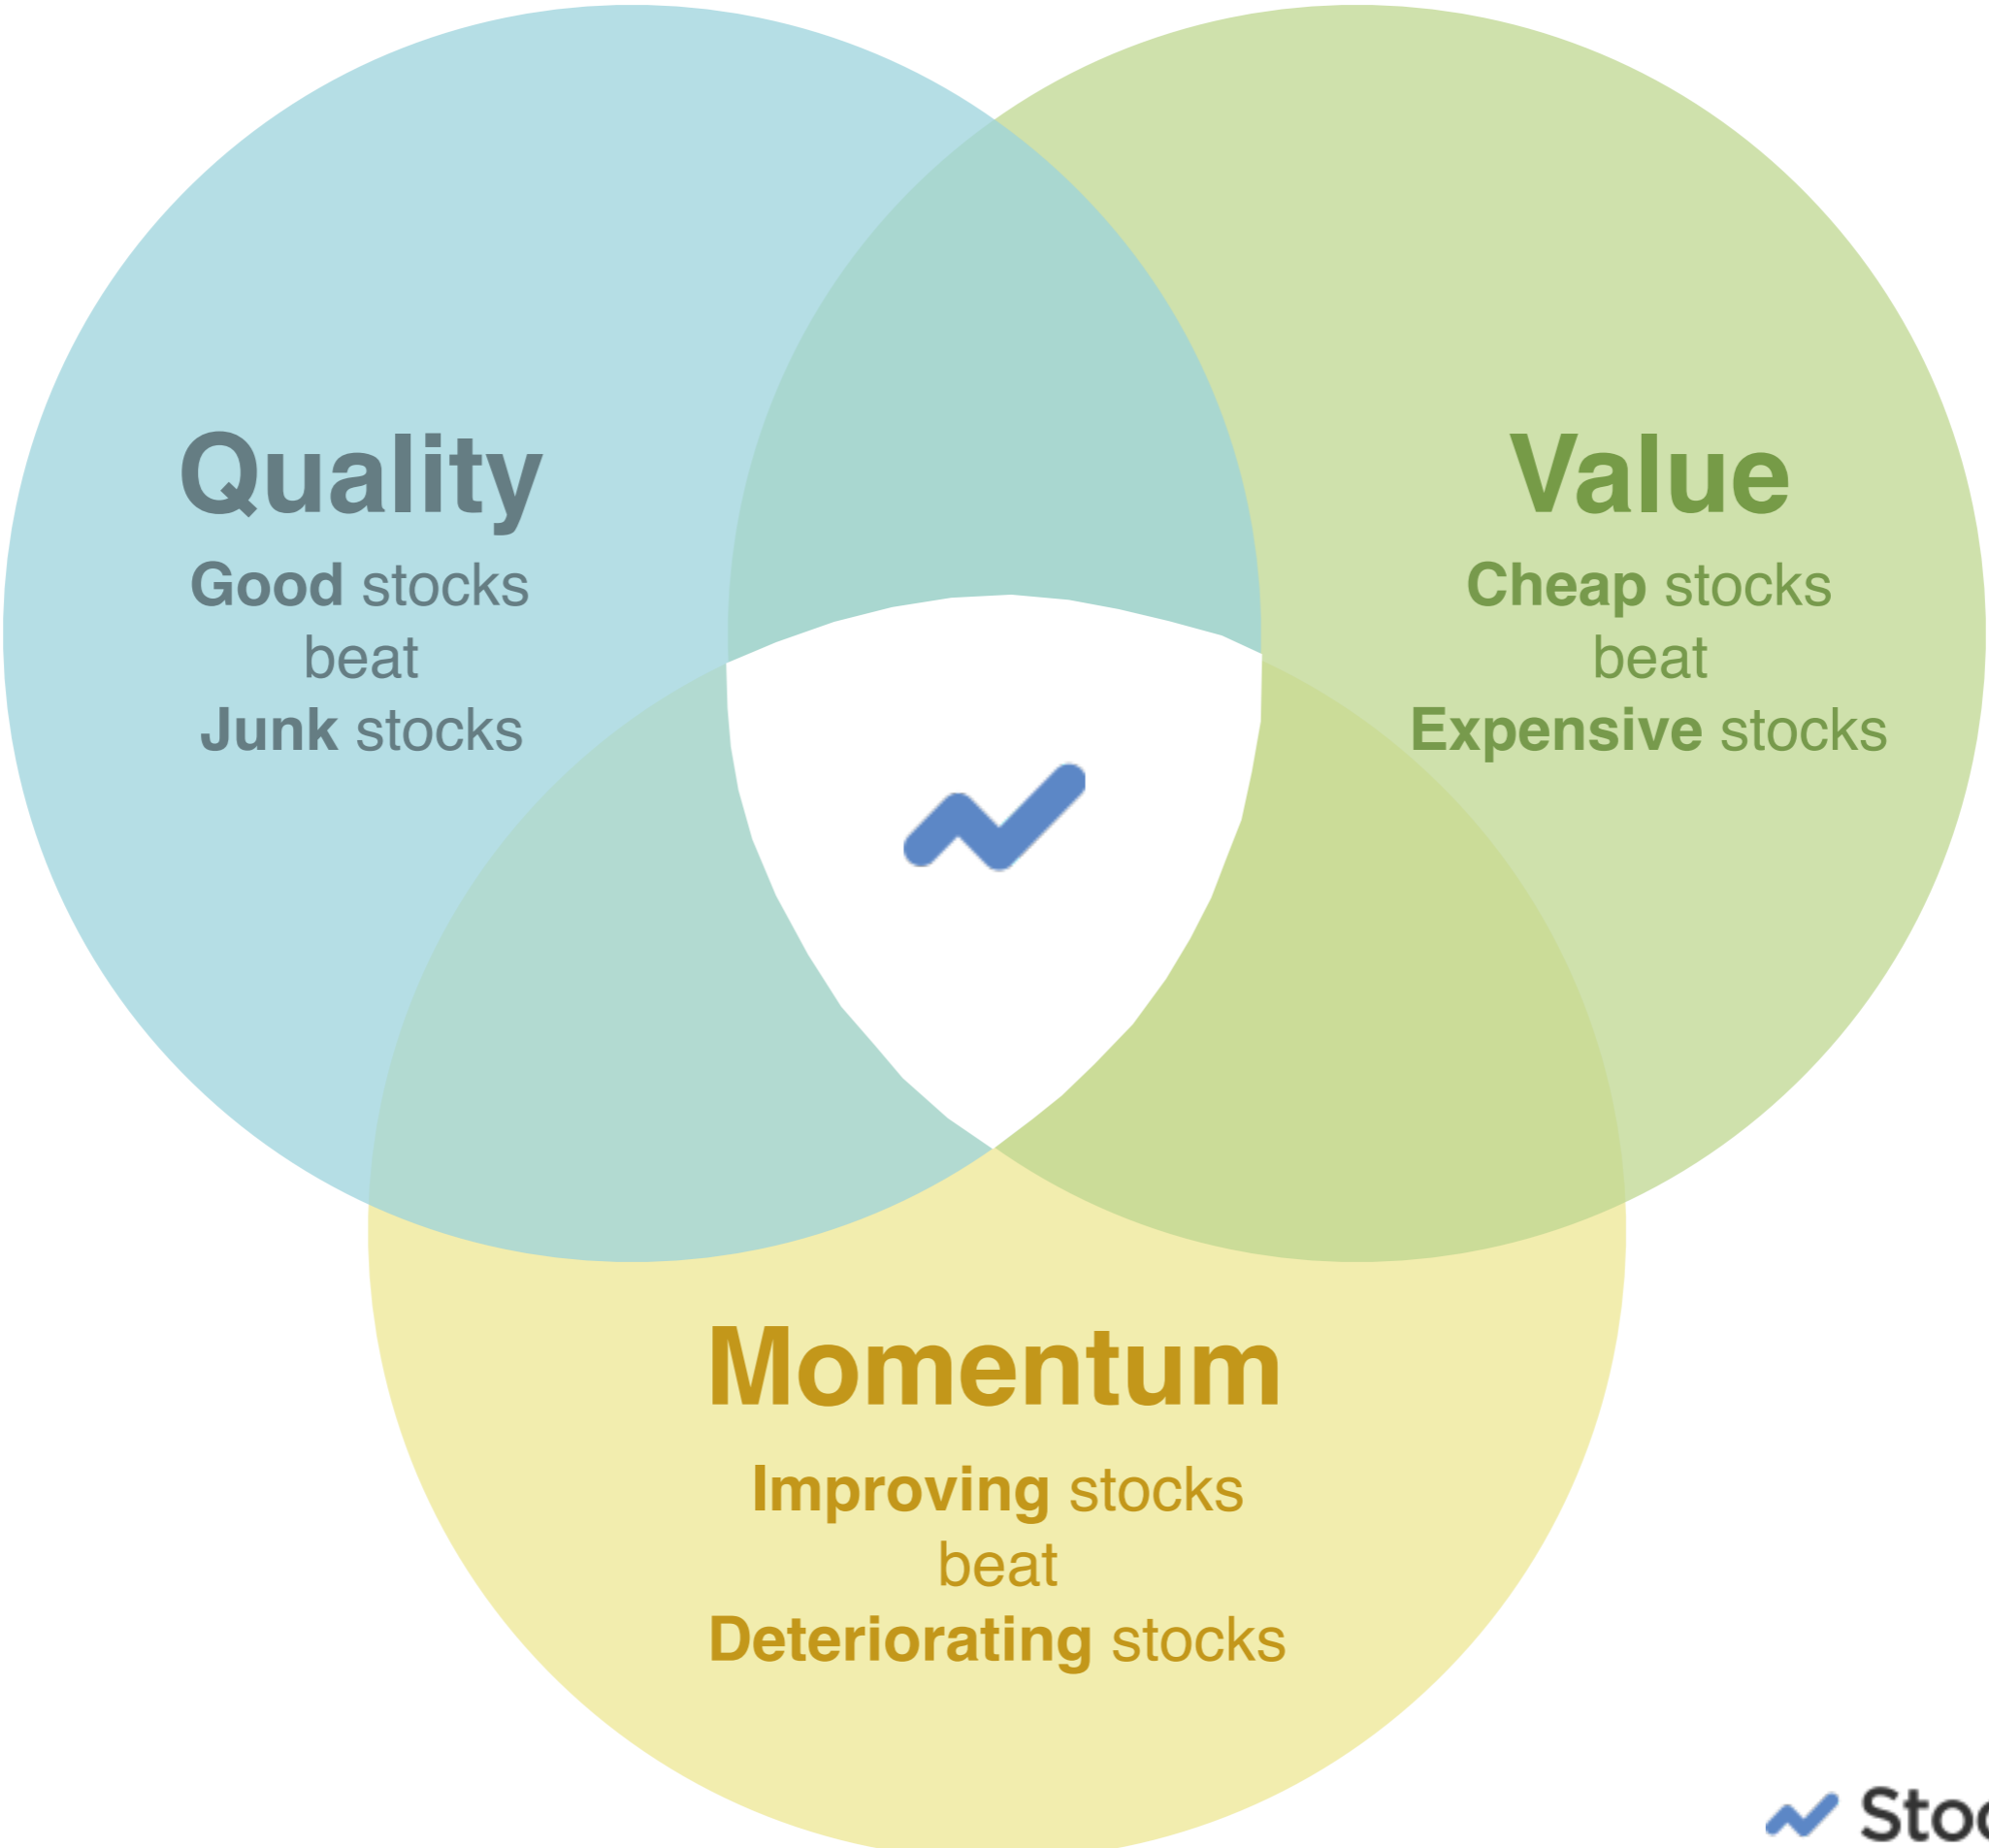 Quality
Good stocks
beat
Junk stocks
Value
Cheap stocks
beat
Expensive stocks
Momentum
Improving stocks
beat
Deteriorating stocks